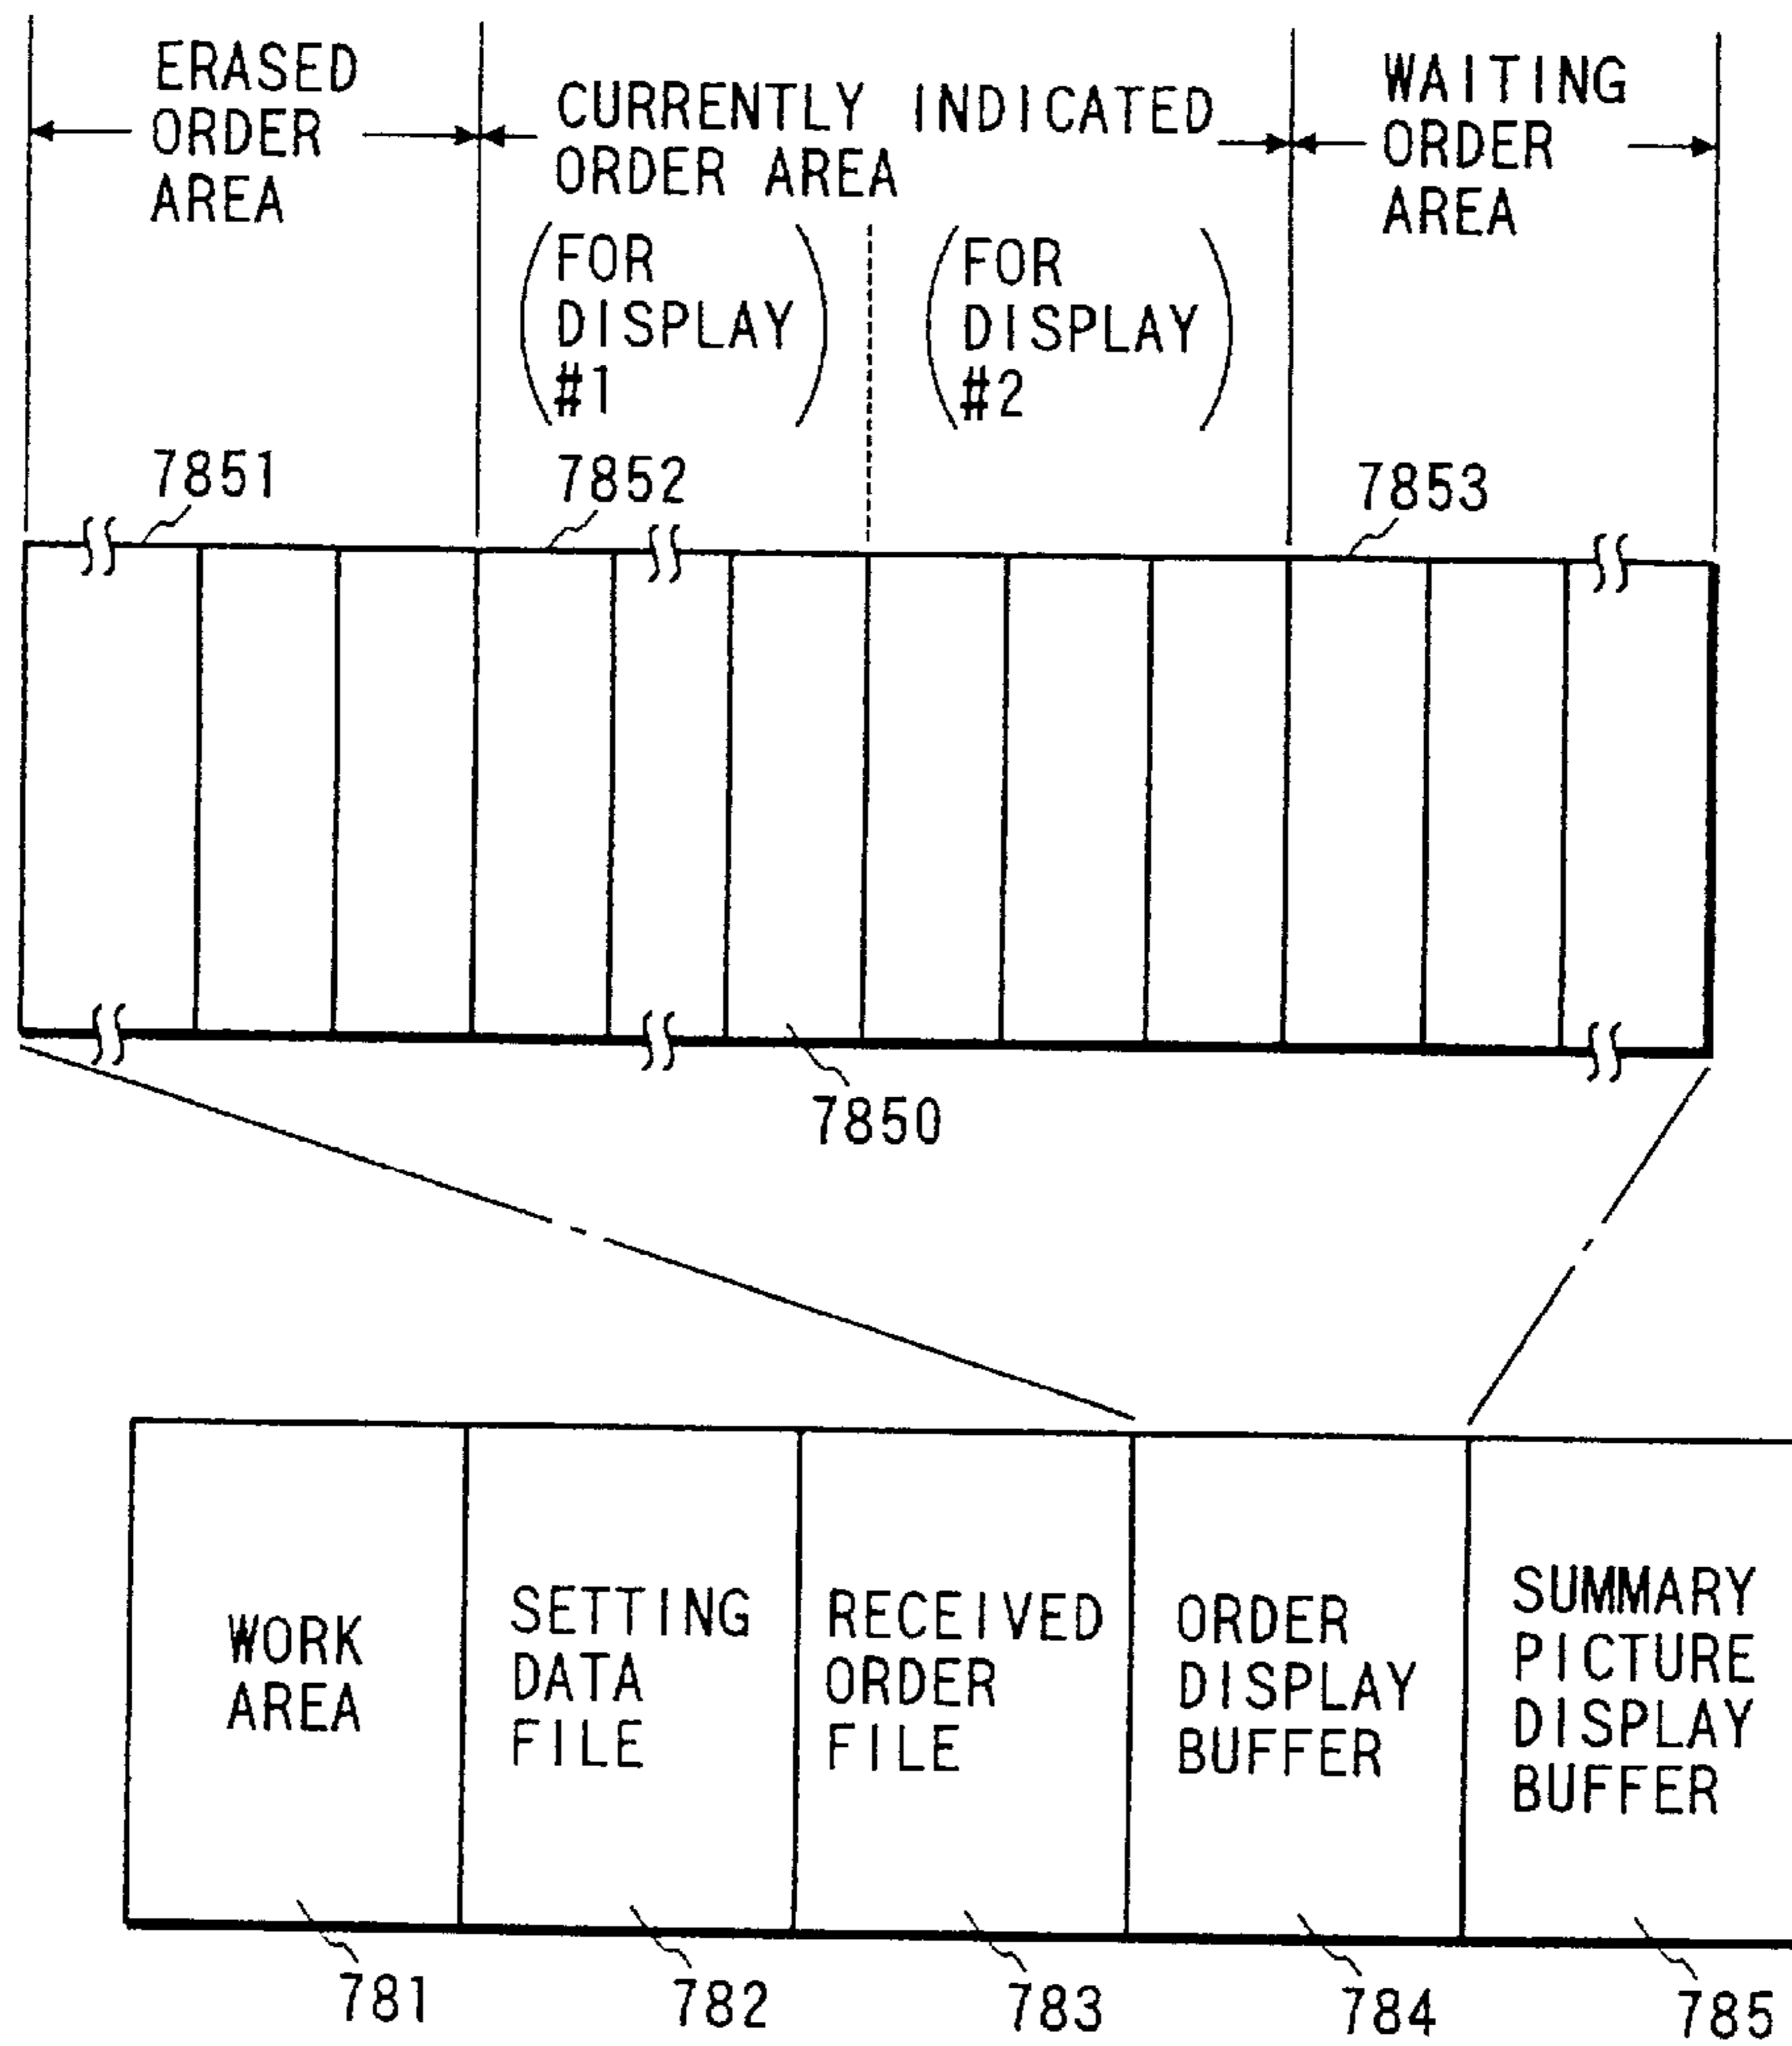 ERASED
ORDER
AREA
CURRENTLY INDICATED
ORDER AREA
WAITING
ORDER
AREA
FOR
DISPLAY
#1
FOR
DISPLAY
#2
7851
7852
7853
7850
WORK
AREA
SETTING
DATA
FILE
RECEIVED
ORDER
FILE
ORDER
DISPLAY
BUFFER
SUMMARY
PICTURE
DISPLAY
BUFFER
781
782
783
784
785